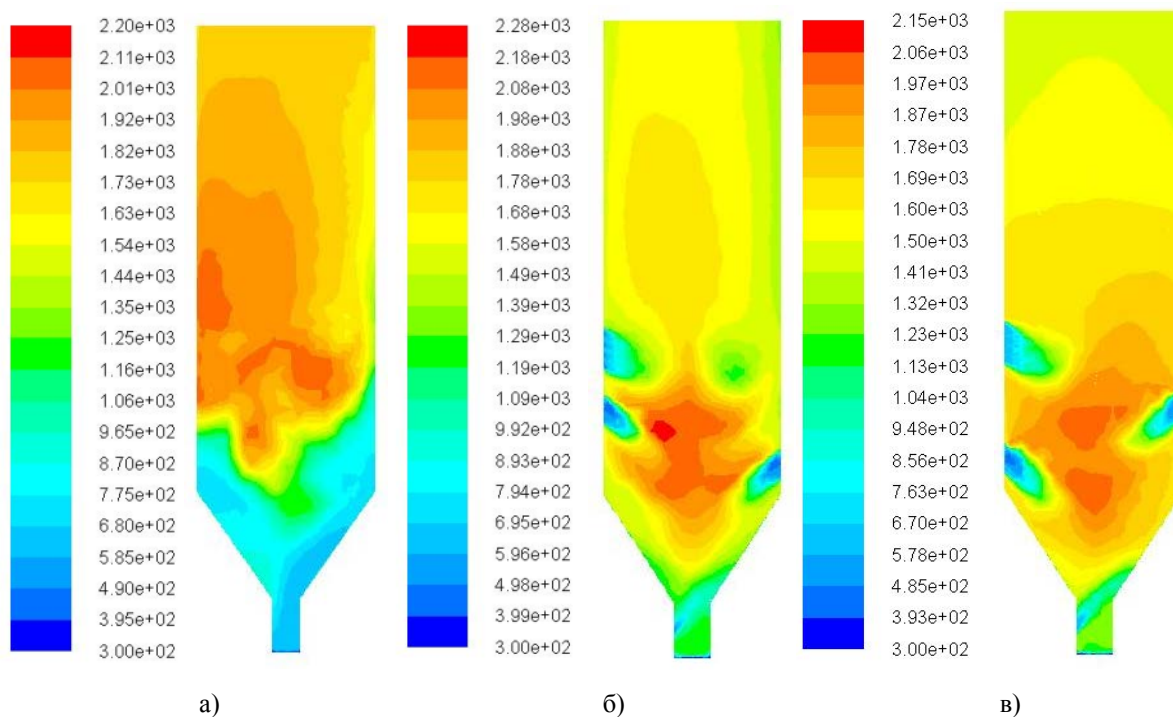 2.20e+03
2.11e+03
2.01e+03
1.92e+03
1.82e+03
1.73e+03
1.63e+03
1.54e+03
1.44e+03
1.35e+03
1.25e+03
1.16e+03
1.06e+03
9.65e+02
8.70e+02
7.75e+02
6.80e+02
5.85e+02
4.90e+02
3.95e+02
3.00e+02
2.28e+03
2.18e+03
2.08e+03
1.98e+03
1.88e+03
1.78e+03
1.68e+03
1.58e+03
1.49e+03
1.39e+03
1.29e+03
1.19e+03
1.09e+03
9.92e+02
8.93e+02
7.94e+02
6.95e+02
5.96e+02
4.98e+02
3.99e+02
3.00e+02
2.15e+03
2.06e+03
1.97e+03
1.87e+03
1.78e+03
1.69e+03
1.60e+03
1.50e+03
1.41e+03
1.32e+03
1.23e+03
1.13e+03
1.04e+03
9.48e+02
8.56e+02
7.63e+02
6.70e+02
5.78e+02
4.85e+02
3.93e+02
3.00e+02
а)
б)
в)